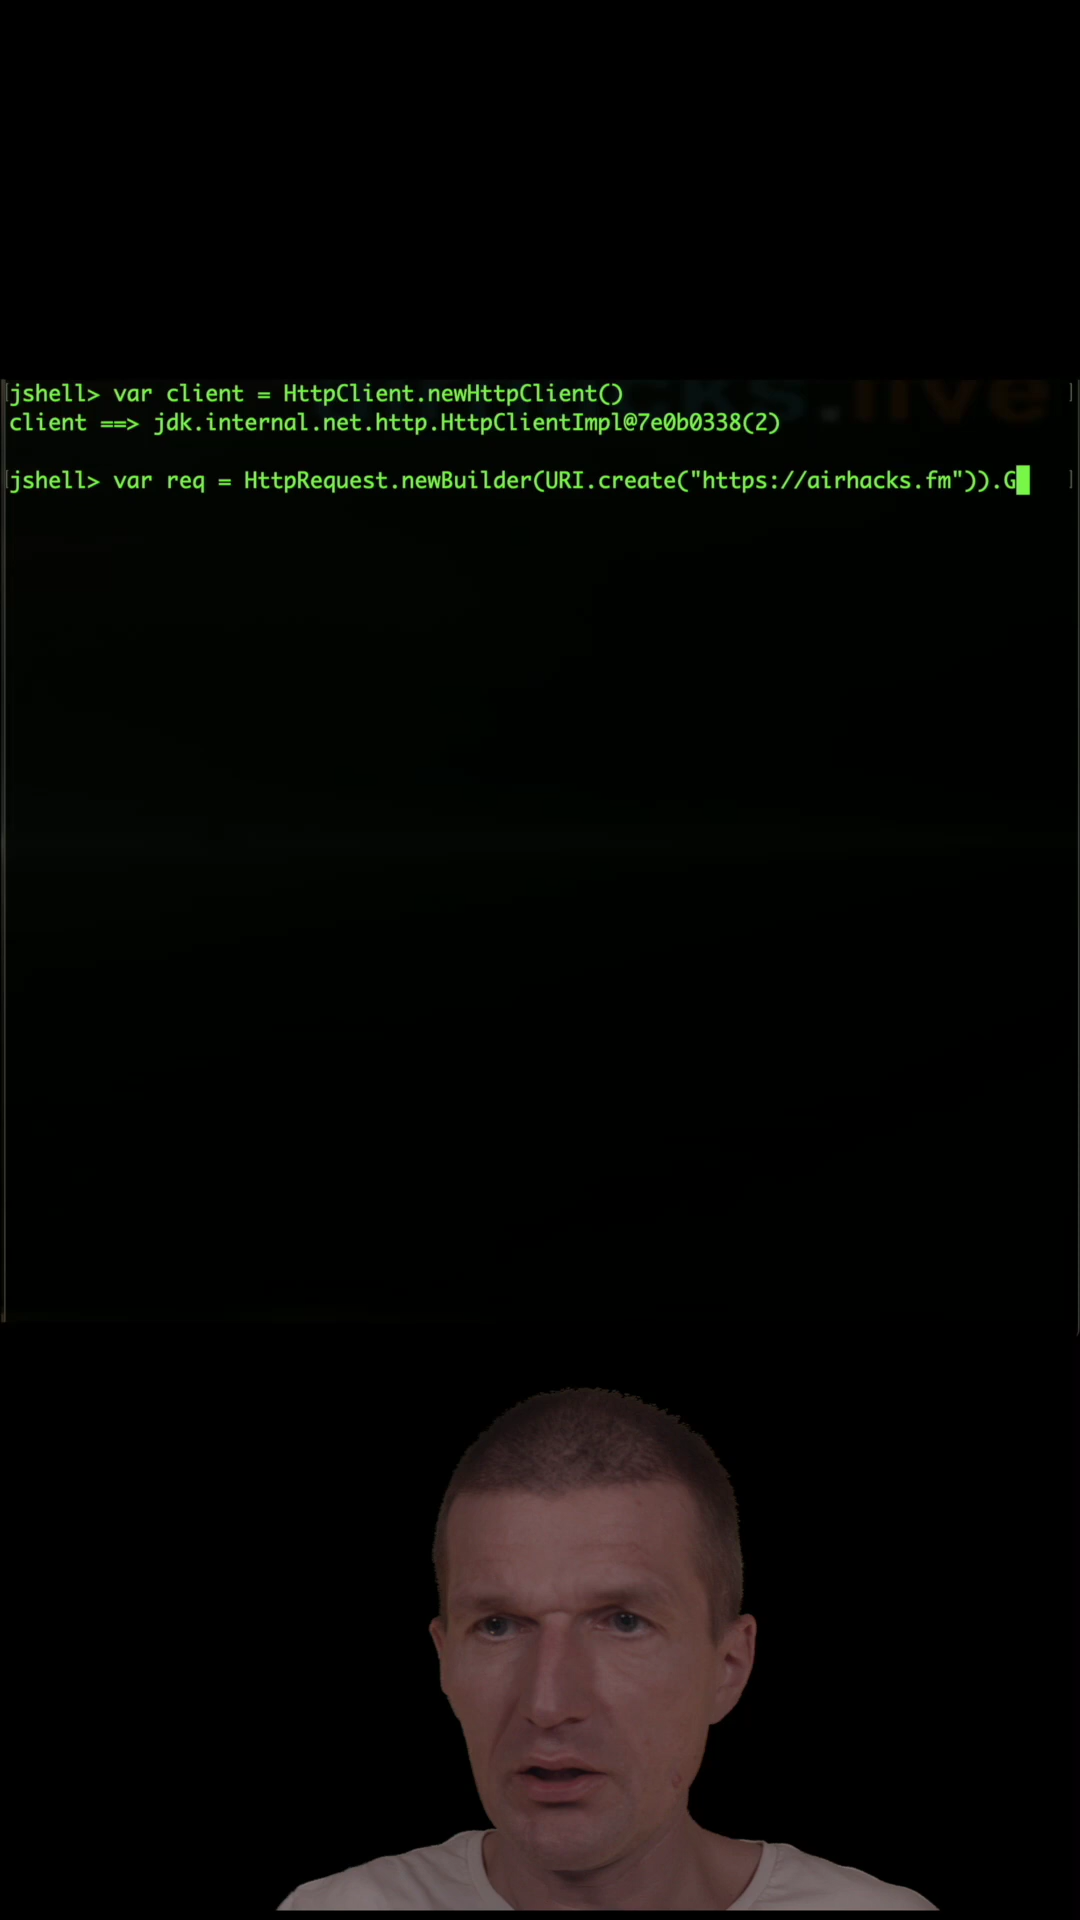 jshell> var client = HttpClient.newHttpClient()
client ==> jdk.internal.net.http.HttpClientImpl@7e0b0338(2)
jshell> var req = HttpRequest.newBuilder(URI.create("https://airhacks.fm")).G